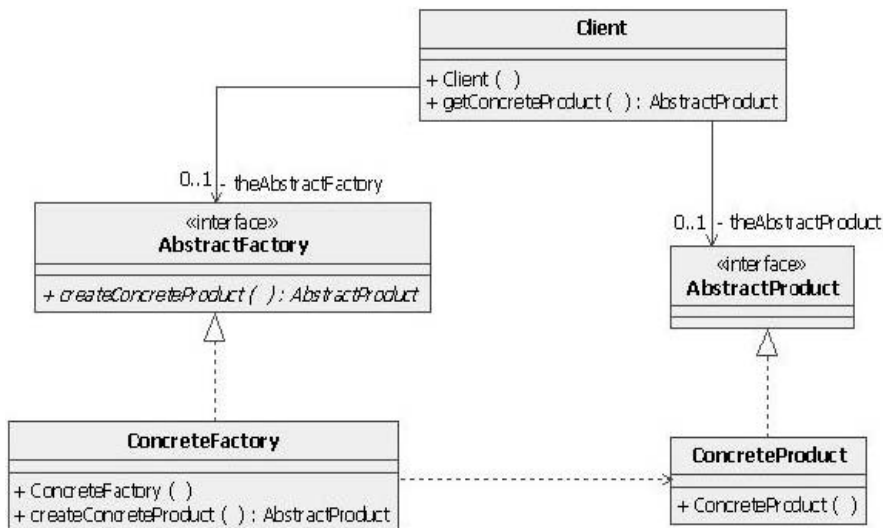 Client
+ Client ( )
+ getConcreteProduct ( ) : AbstractProduct
0..1 - theAbstractFactory
«interface»
AbstractFactory
+ createConcreteProduct ( ) : AbstractProduct
0..1 - theAbstractProduct
«interface»
AbstractProduct
ConcreteFactory
+ ConcreteFactory ( )
+ createConcreteProduct ( ) : AbstractProduct
ConcreteProduct
+ ConcreteProduct ( )